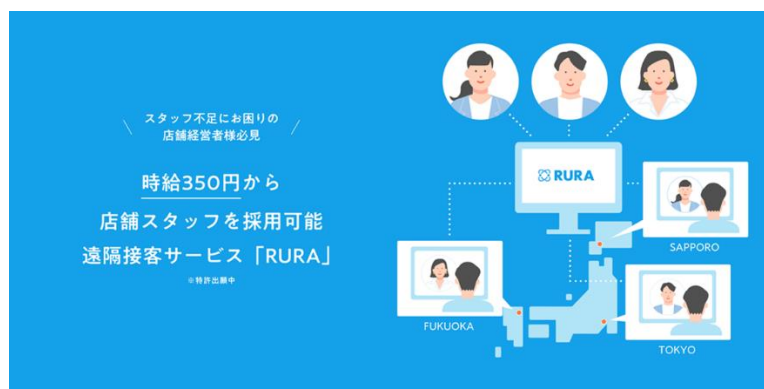 スタッフ不足にお困りの
店舗経営者様必見
時給350円から
店舗スタッフを採用可能
遠隔接客サービス「RURA」
※特許出願中
RURA
SAPPORO
FUKUOKA
TOKYO